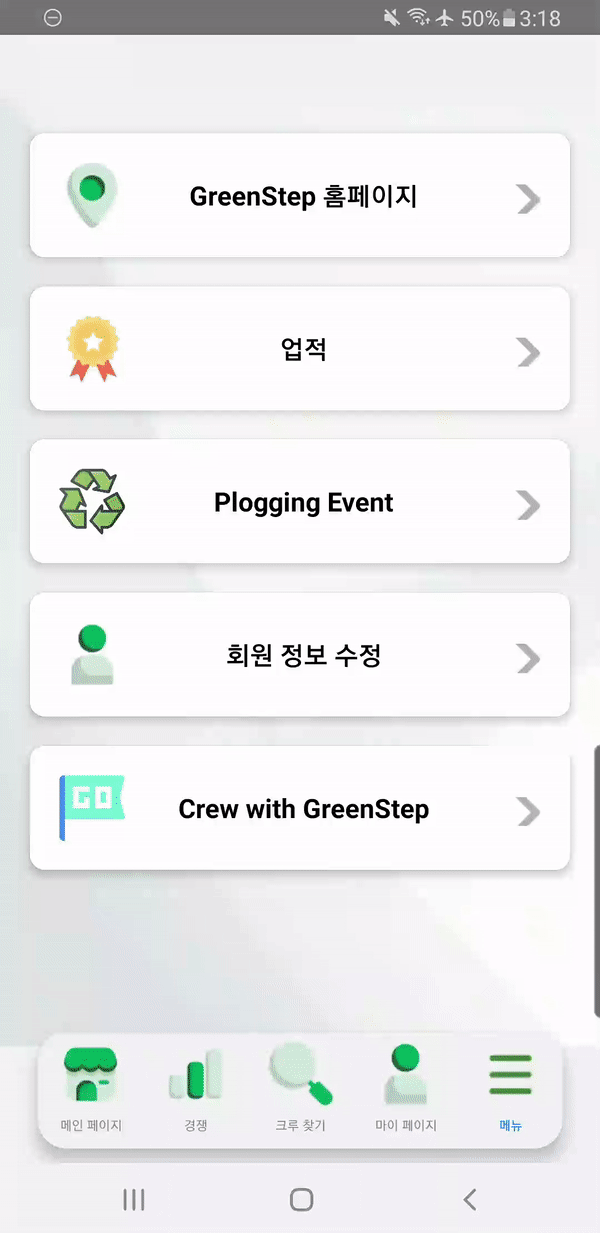 50% 3:18
GreenStep 홈페이지
업적
Plogging Event
회원 정보 수정
GO
Crew with GreenStep
메인 페이지
경쟁
크루 찾기
마이 페이지
메뉴